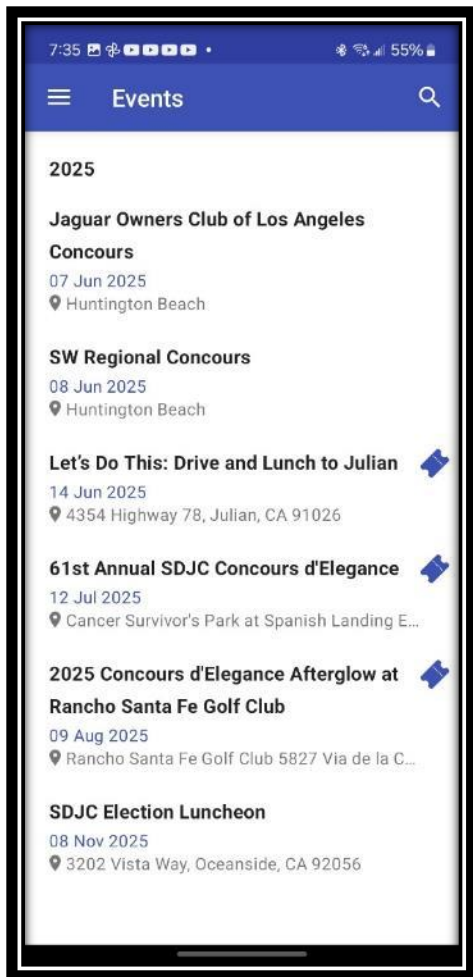 7:35 55%
Events
2025
Jaguar Owners Club of Los Angeles
Concours
07 Jun 2025
Huntington Beach
SW Regional Concours
08 Jun 2025
Huntington Beach
Let's Do This: Drive and Lunch to Julian
14 Jun 2025
4354 Highway 78, Julian, CA 91026
61st Annual SDJC Concours d'Elegance
12 Jul 2025
Cancer Survivor's Park at Spanish Landing E...
2025 Concours d'Elegance Afterglow at
Rancho Santa Fe Golf Club
09 Aug 2025
Rancho Santa Fe Golf Club 5827 Via de la C...
SDJC Election Luncheon
08 Nov 2025
3202 Vista Way, Oceanside, CA 92056